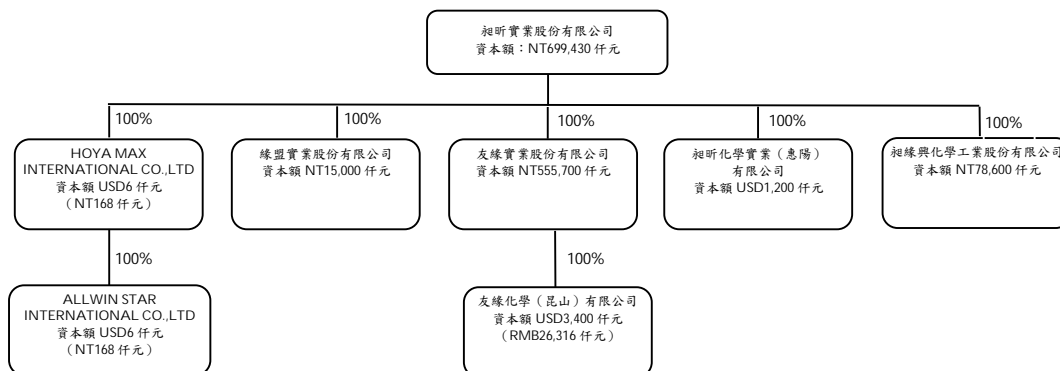 昶昕實業股份有限公司
資本額：NT699,430 仟元
100%
100%
100%
100%
100%
HOYA MAX
INTERNATIONAL CO.,LTD
資本額 USD6 仟元
（NT168 仟元）
緣盟實業股份有限公司
資本額 NT15,000 仟元
友緣實業股份有限公司
資本額 NT555,700 仟元
昶昕化學實業（惠陽）
有限公司
資本額 USD1,200 仟元
昶緣興化學工業股份有限公司
資本額 NT78,600 仟元
100%
100%
ALLWIN STAR
INTERNATIONAL CO.,LTD
資本額 USD6 仟元
（NT168 仟元）
友緣化學（昆山）有限公司
資本額 USD3,400 仟元
（RMB26,316 仟元）